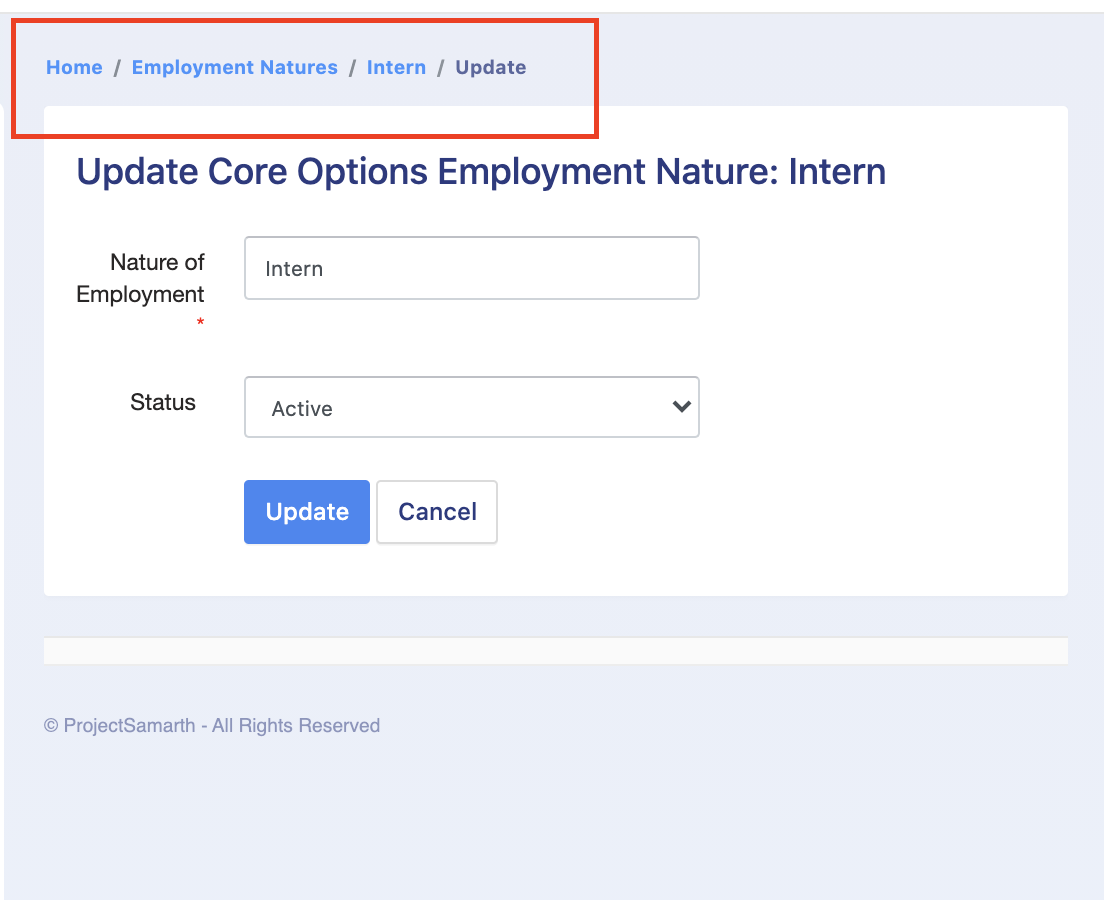 Home / Employment Natures / Intern / Update
Update Core Options Employment Nature: Intern
Nature of
Employment
*
Intern
Status
Active
Update
Cancel
© ProjectSamarth - All Rights Reserved